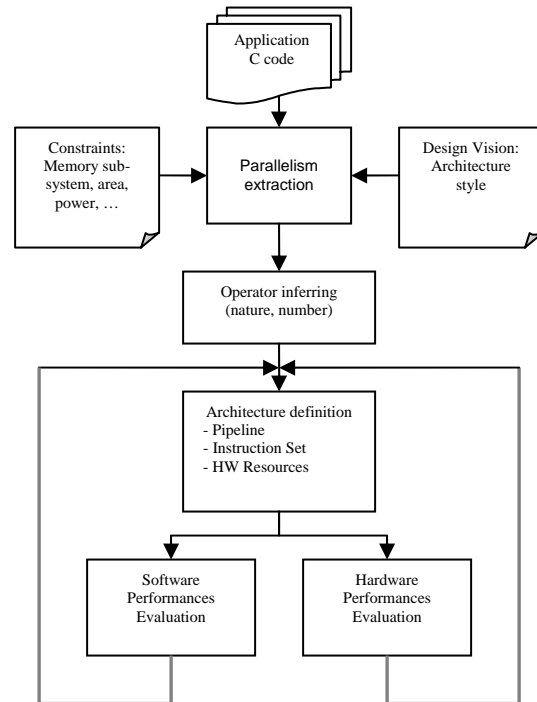 Application
C code
Constraints:
Memory sub-
system, area,
power, …
Parallelism
extraction
Design Vision:
Architecture
style
Operator inferring
(nature, number)
Architecture definition
- Pipeline
- Instruction Set
- HW Resources
Software
Performances
Evaluation
Hardware
Performances
Evaluation